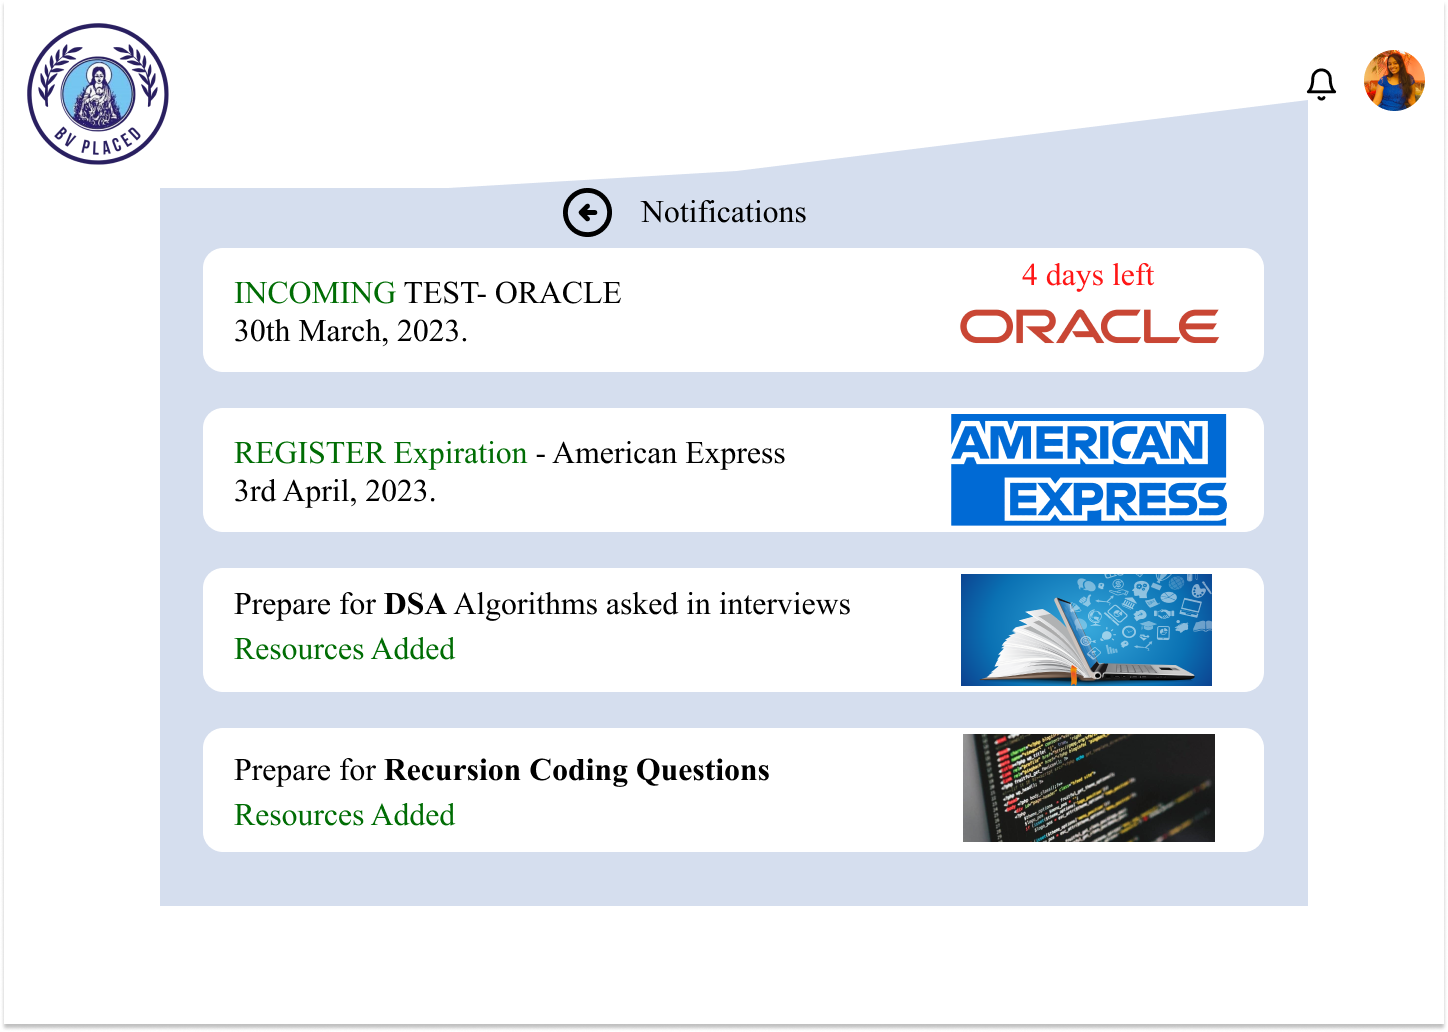 BV PLACED
Notifications
INCOMING TEST- ORACLE
30th March, 2023.
4 days left
ORACLE
REGISTER Expiration - American Express
3rd April, 2023.
AMERICAN
EXPRESS
Prepare for DSA Algorithms asked in interviews
Resources Added
Prepare for Recursion Coding Questions
Resources Added